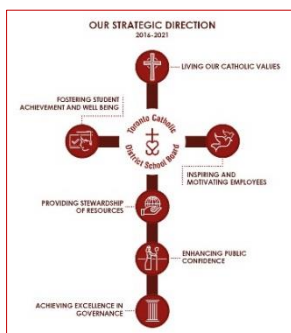 OUR STRATEGIC DIRECTION
2016-2021
LIVING OUR CATHOLIC VALUES
FOSTERING STUDENT
ACHIEVEMENT AND WELL BEING
Toronto Catholic
District School Board
INSPIRING AND
MOTIVATING EMPLOYEES
PROVIDING STEWARDSHIP
OF RESOURCES
ENHANCING PUBLIC
CONFIDENCE
ACHIEVING EXCELLENCE IN
GOVERNANCE